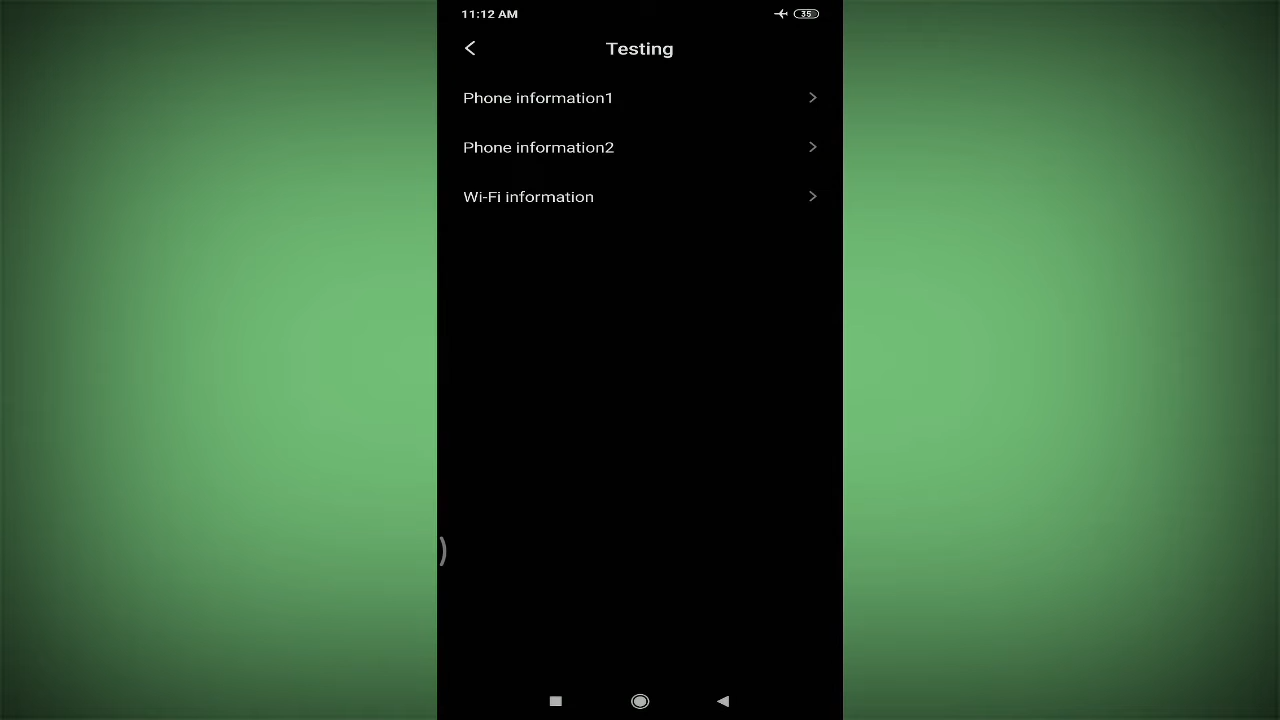 11:12 AM
35
Testing
Phone information1
Phone information2
Wi-Fi information